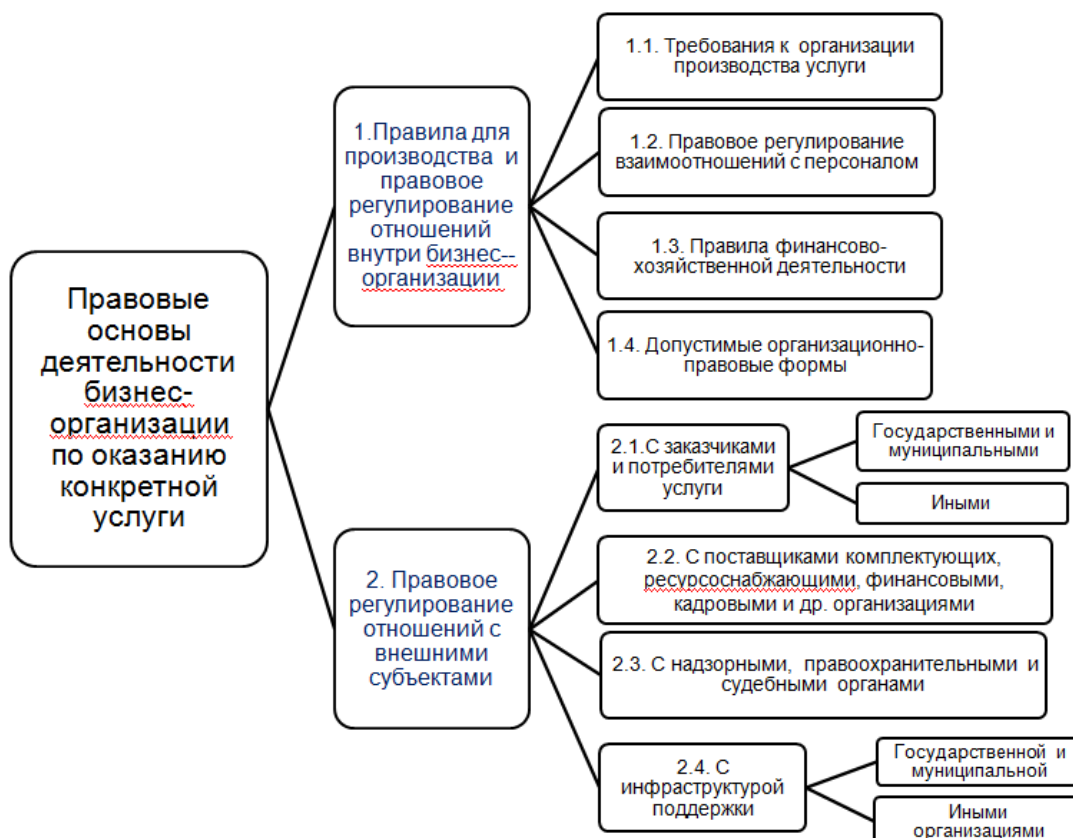 Правовые
основы
деятельности
бизнес-
организации
по оказанию
конкретной
услуги
1.Правила для
производства и
правовое
регулирование
отношений
внутри бизнес--
организации
1.1. Требования к организации
производства услуги
1.2. Правовое регулирование
взаимоотношений с персоналом
1.3. Правила финансово-
хозяйственной деятельности
1.4. Допустимые организационно-
правовые формы
2. Правовое
регулирование
отношений с
внешними
субъектами
2.1.С заказчиками
и потребителями
услуги
Государственными и
муниципальными
Иными
2.2. С поставщиками комплектующих,
ресурсоснабжающими, финансовыми,
кадровыми и др. организациями
2.3. С надзорными, правоохранительными и
судебными органами
2.4. С
инфраструктурой
поддержки
Государственной и
муниципальной
Иными
организациями